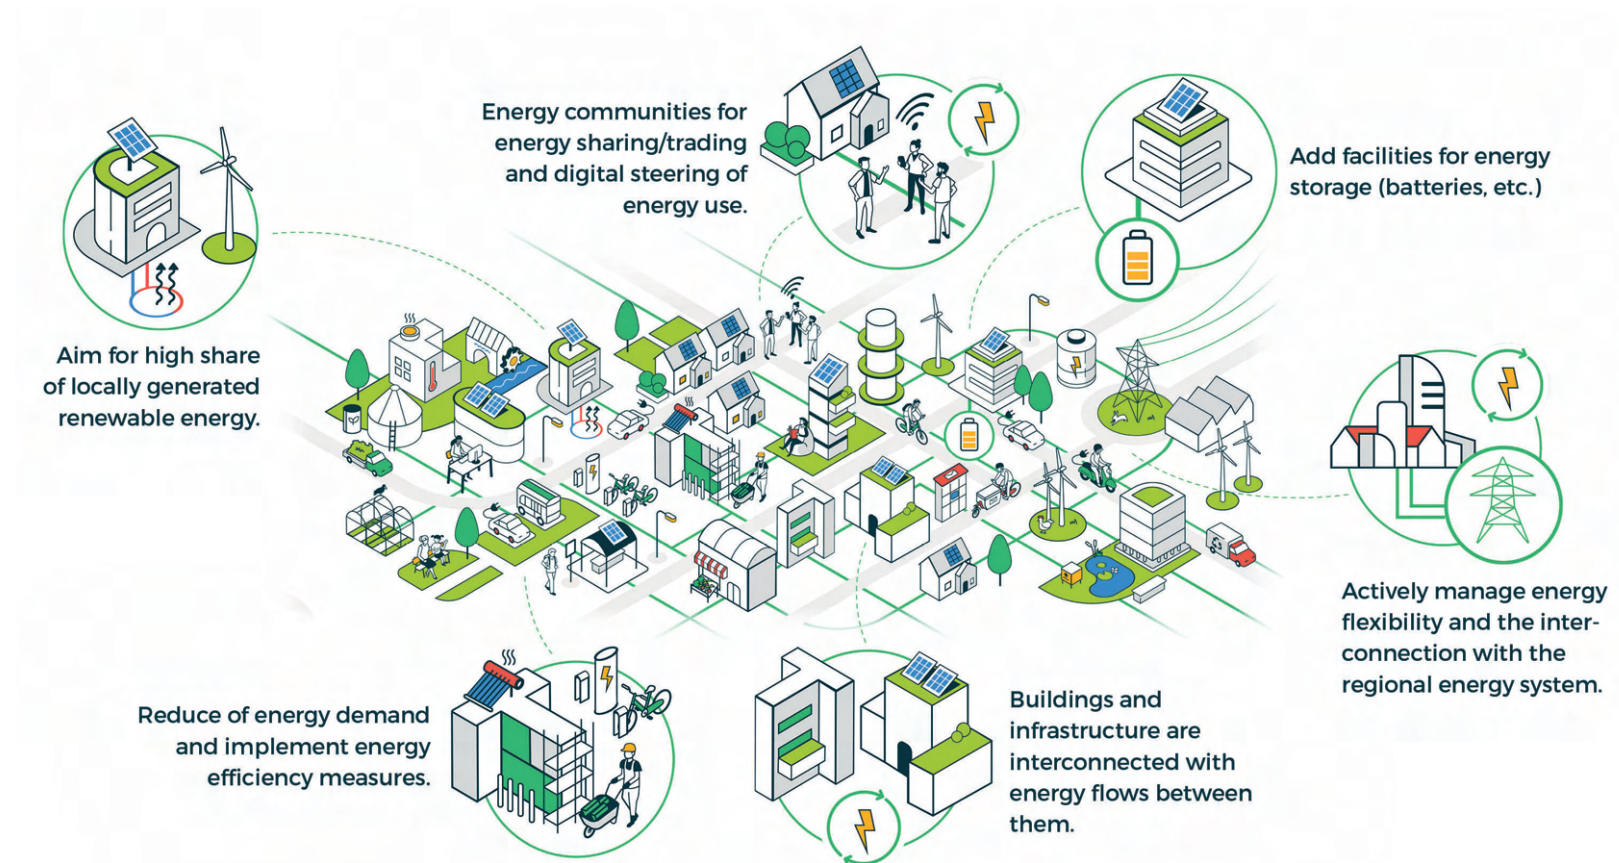 Energy communities for
energy sharing/trading
and digital steering of
energy use.
Add facilities for energy
storage (batteries, etc.)
Aim for high share
of locally generated
renewable energy.
Actively manage energy
flexibility and the inter-
connection with the
regional energy system.
Reduce of energy demand
and implement energy
efficiency measures.
Buildings and
infrastructure are
interconnected with
energy flows between
them.